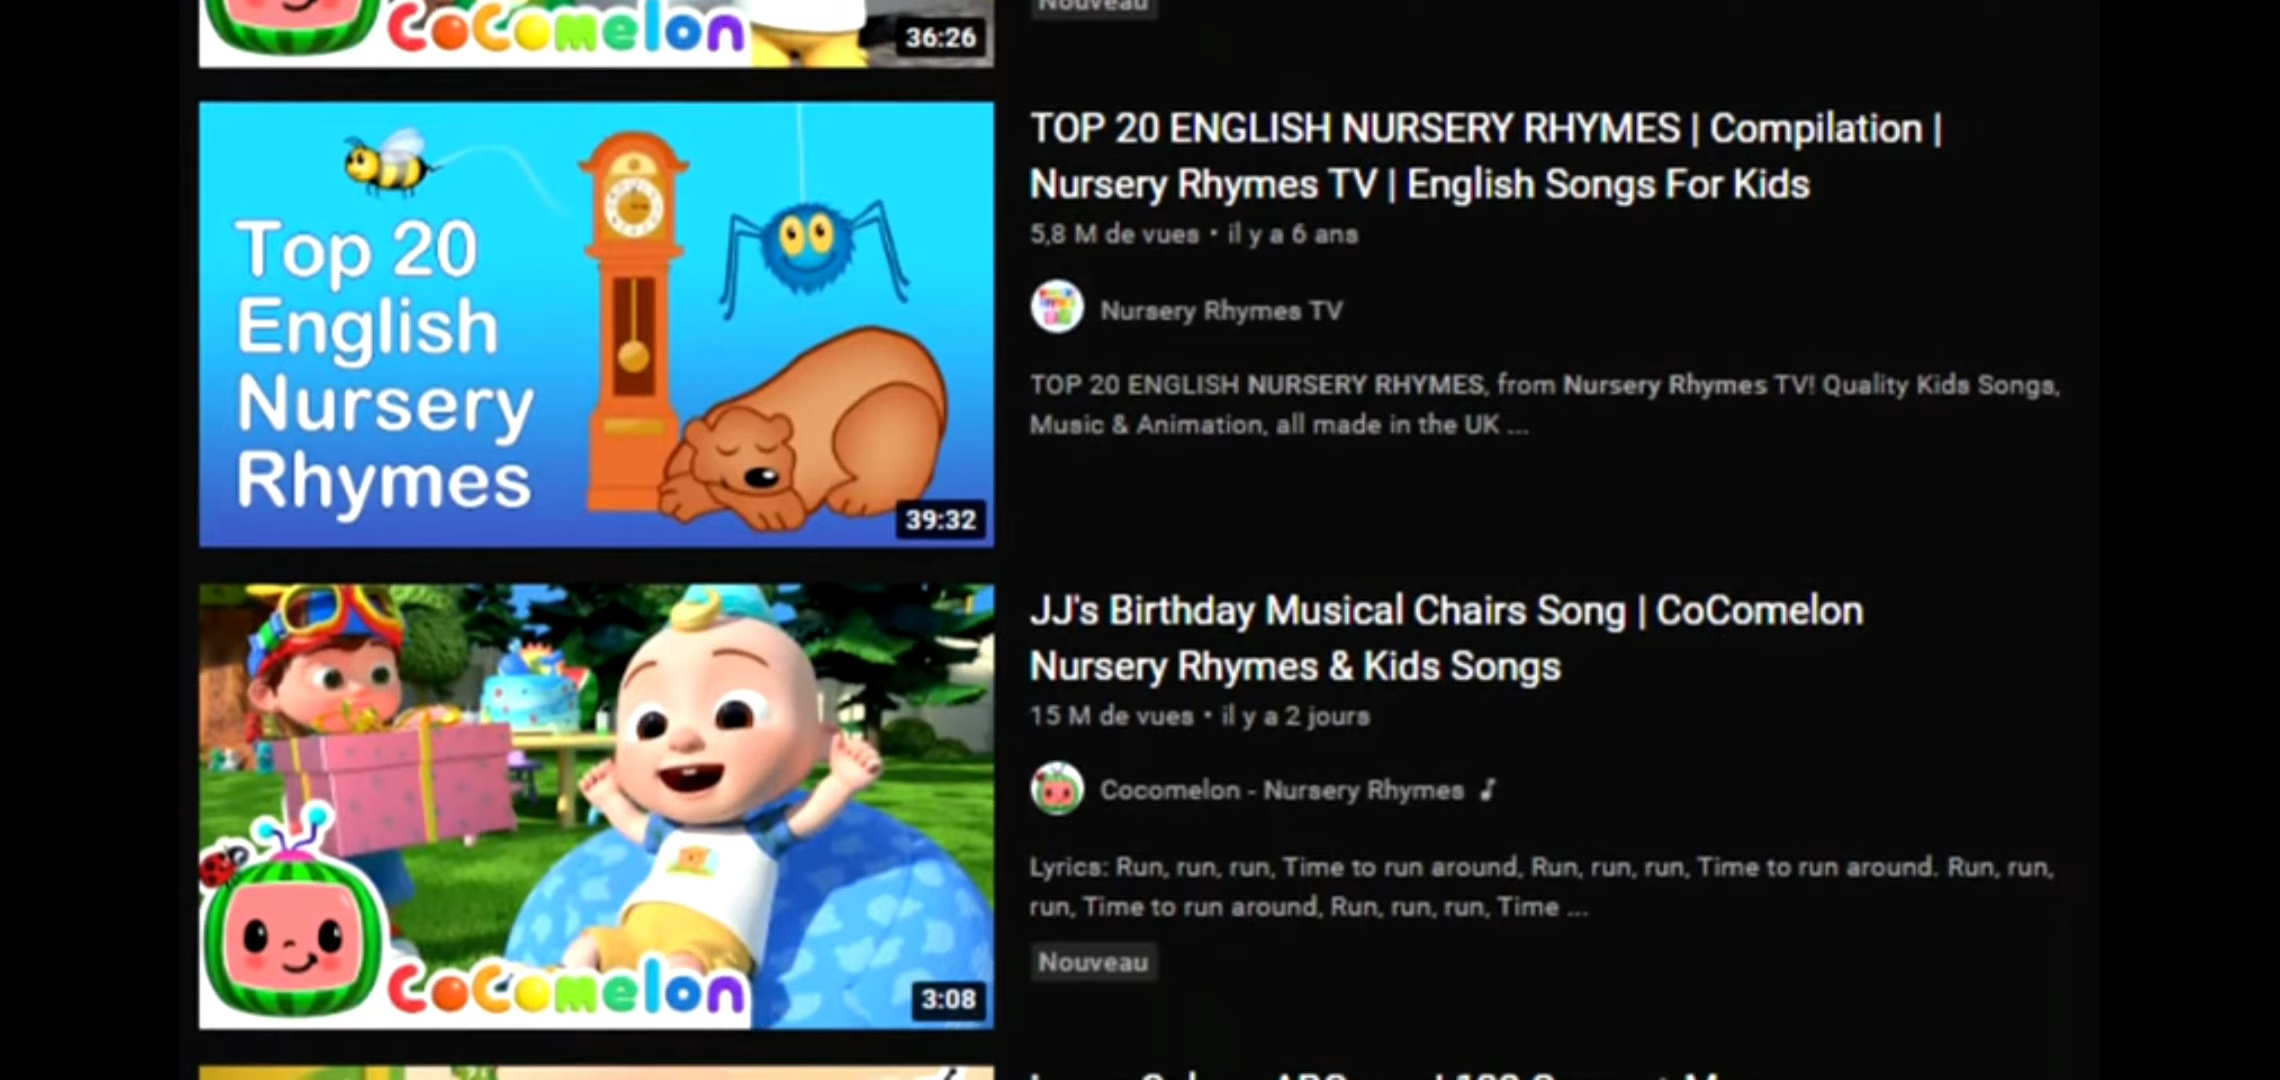 Nouveau
CoComelon
36:26
Top 20
English
Nursery
Rhymes
39:32
TOP 20 ENGLISH NURSERY RHYMES | Compilation |
Nursery Rhymes TV | English Songs For Kids
5,8 M de vues • il y a 6 ans
Nursery Rhymes TV
TOP 20 ENGLISH NURSERY RHYMES, from Nursery Rhymes TV! Quality Kids Songs,
Music & Animation, all made in the UK ...
CoComelon
3:08
JJ's Birthday Musical Chairs Song | CoComelon
Nursery Rhymes & Kids Songs
15 M de vues • il y a 2 jours
Cocomelon - Nursery Rhymes
Lyrics: Run, run, run, Time to run around, Run, run, run, Time to run around. Run, run,
run, Time to run around, Run, run, run, Time ...
Nouveau